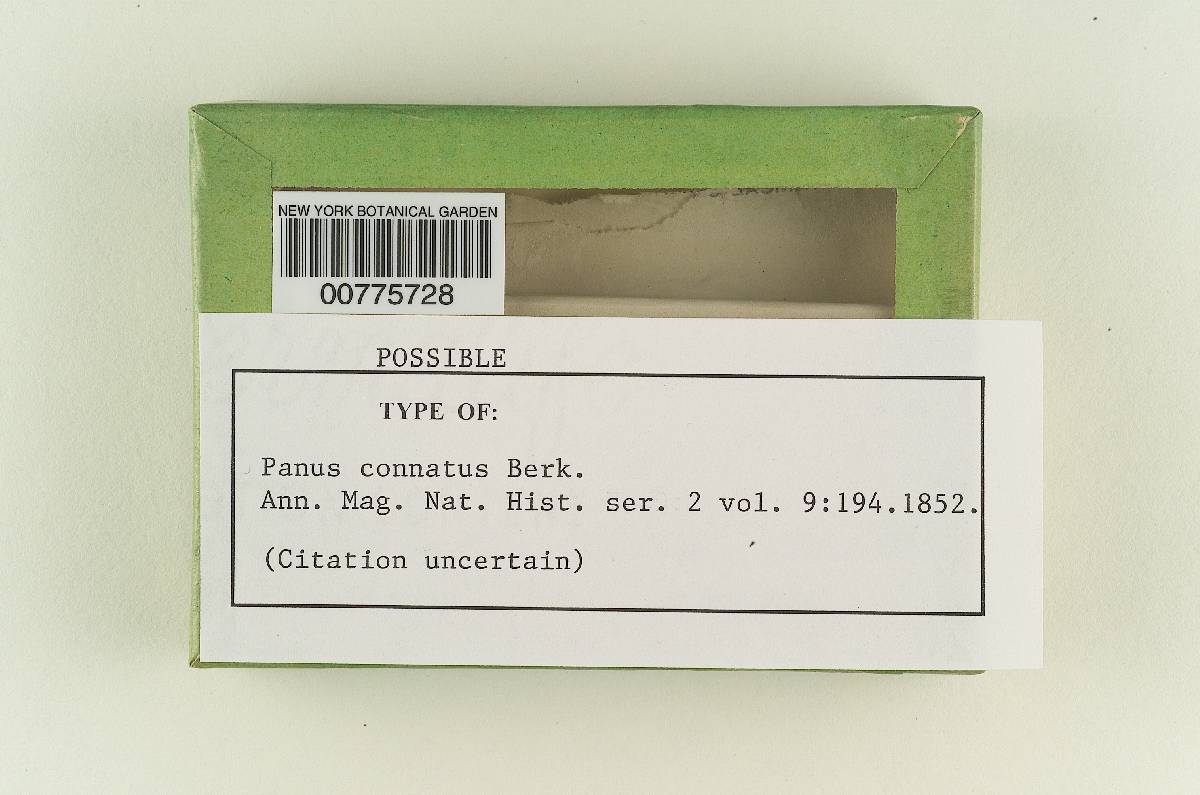 NEW YORK BOTANICAL GARDEN
00775728
POSSIBLE
TYPE OF:
Panus connatus Berk.
Ann. Mag. Nat. Hist. ser. 2 vol. 9:194.1852.
(Citation uncertain)